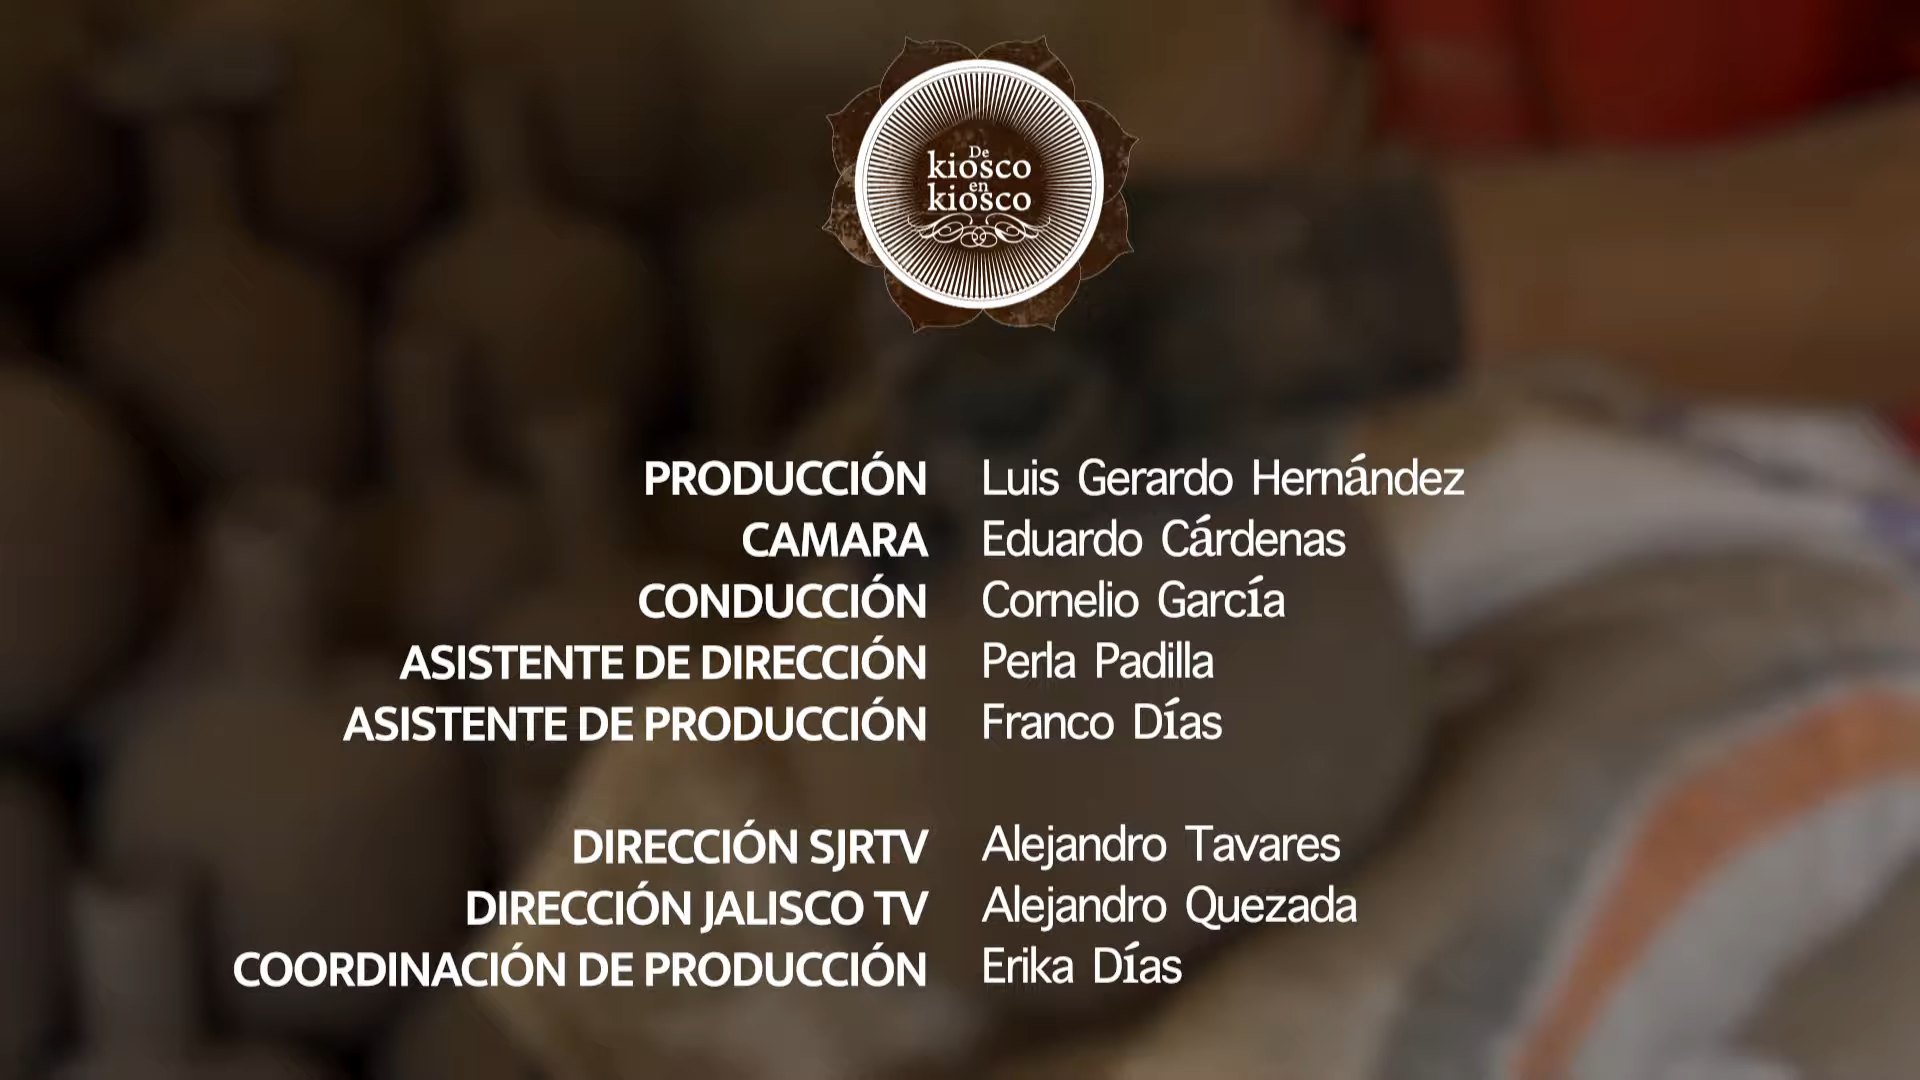 De
kiosco
en
kiosco
PRODUCCIÓN Luis Gerardo Hernández
CAMARA Eduardo Cárdenas
CONDUCCIÓN Cornelio García
ASISTENTE DE DIRECCIÓN Perla Padilla
ASISTENTE DE PRODUCCIÓN Franco Días
DIRECCIÓN SJRTV Alejandro Tavares
DIRECCIÓN JALISCO TV Alejandro Quezada
COORDINACIÓN DE PRODUCCIÓN Erika Días